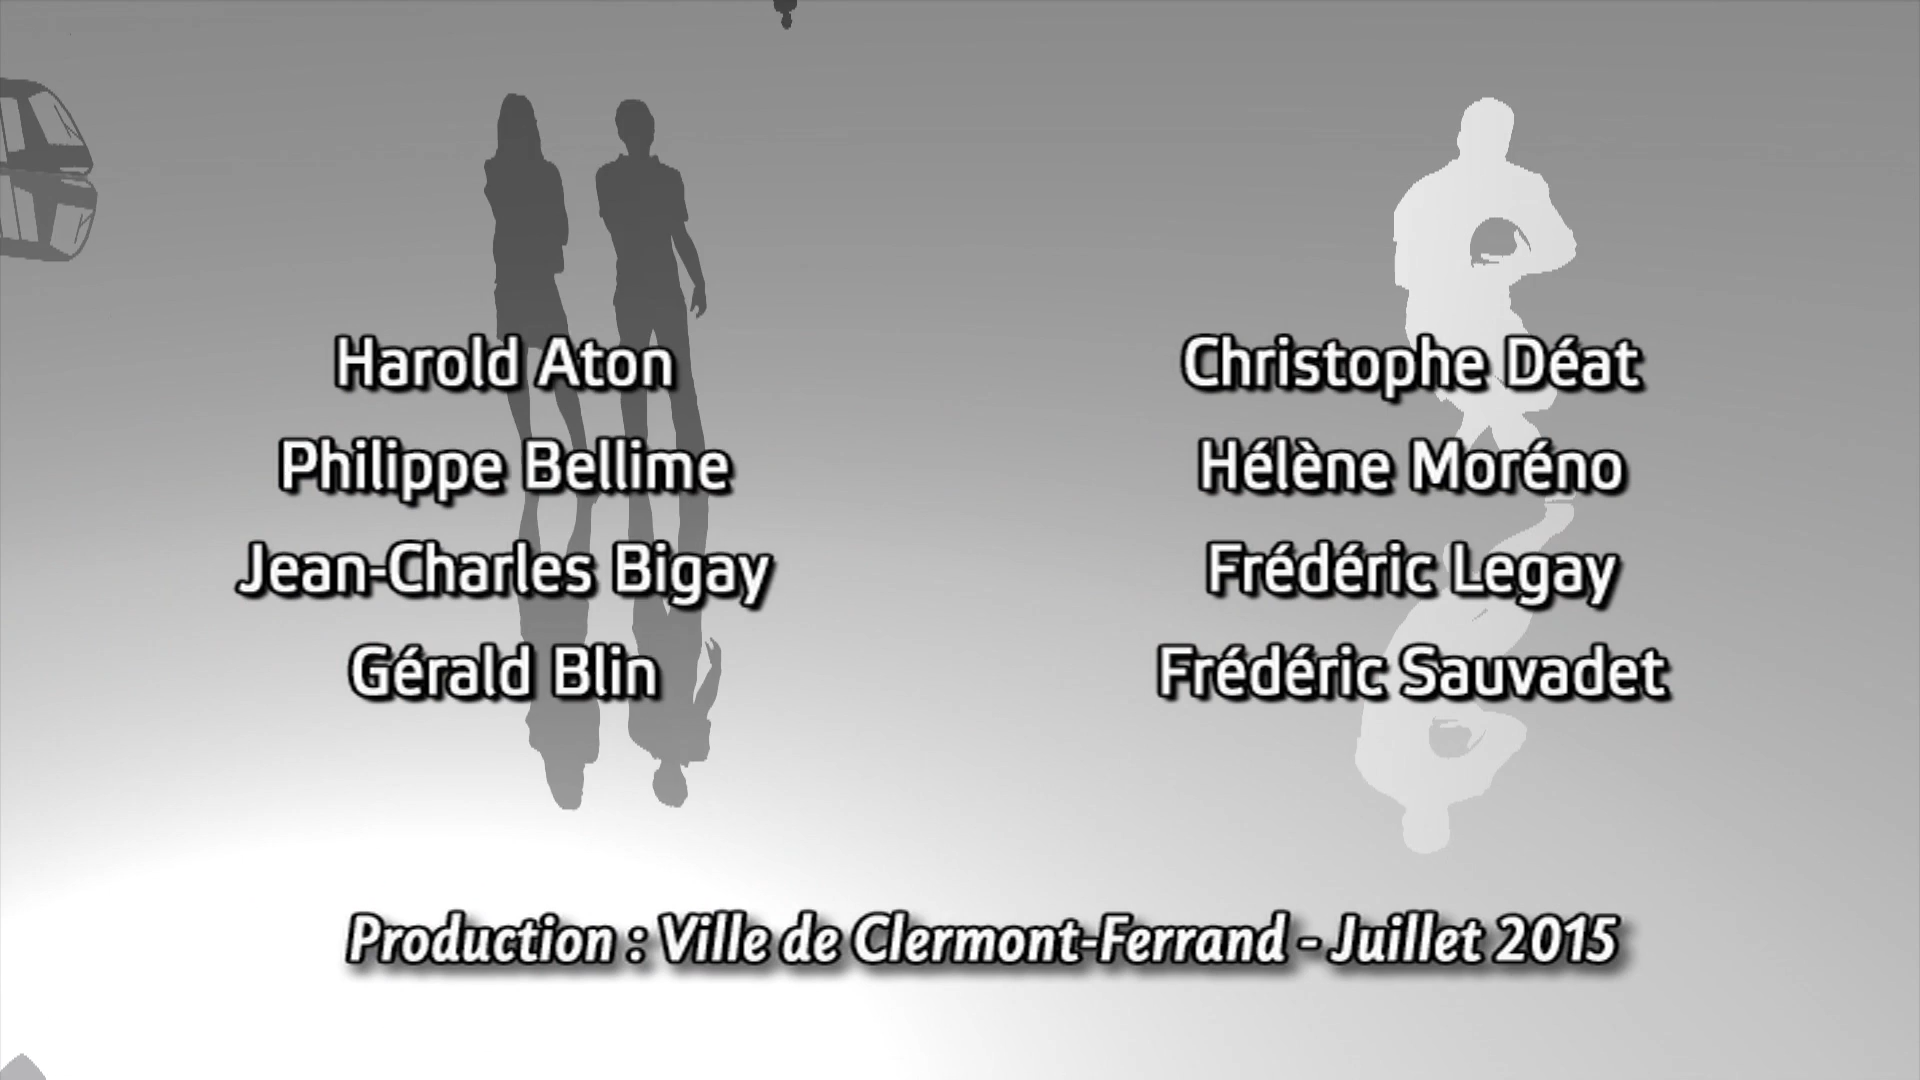 Harold Aton
Philippe Bellime
Jean-Charles Bigay
Gérald Blin
Christophe Déat
Hélène Moréno
Frédéric Legay
Frédéric Sauvadet
Production : Ville de Clermont-Ferrand - Juillet 2015